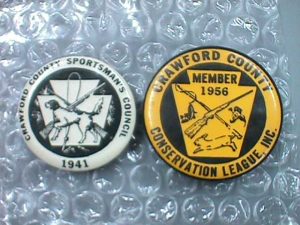 CRAWFORD COUNTY SPORTSMAN'S COUNCIL
1941
CRAWFORD COUNTY
MEMBER
1956
CONSERVATION LEAGUE, INC.